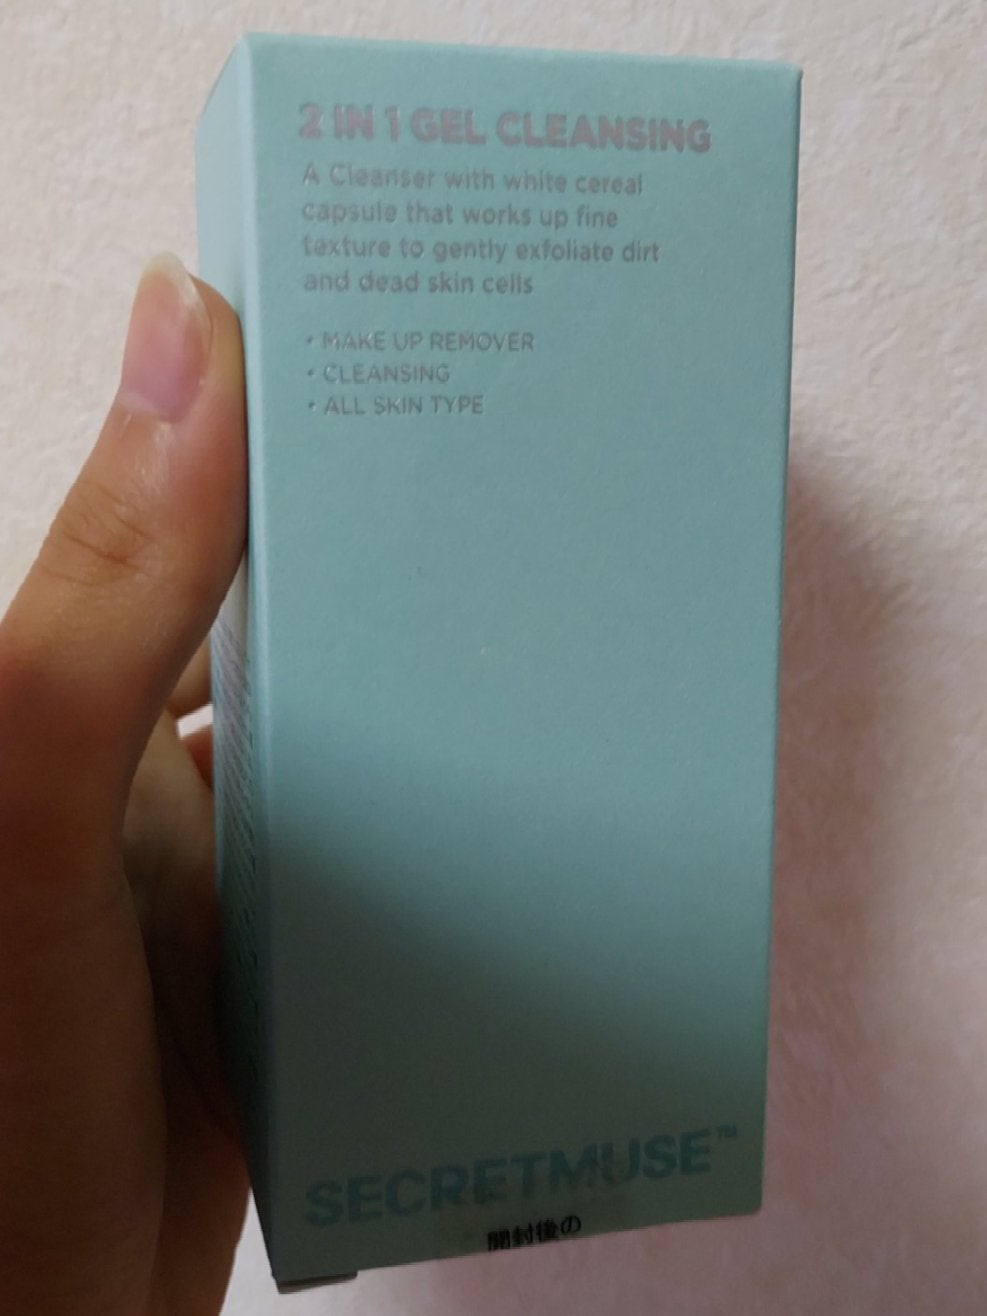 2 IN 1 GEL CLEANSING
A Cleanser with white cereal
capsule that works up fine
texture to gently exfoliate dirt
and dead skin cells
• MAKE UP REMOVER
• CLEANSING
• ALL SKIN TYPE
SECRETMUSE™
開封後の